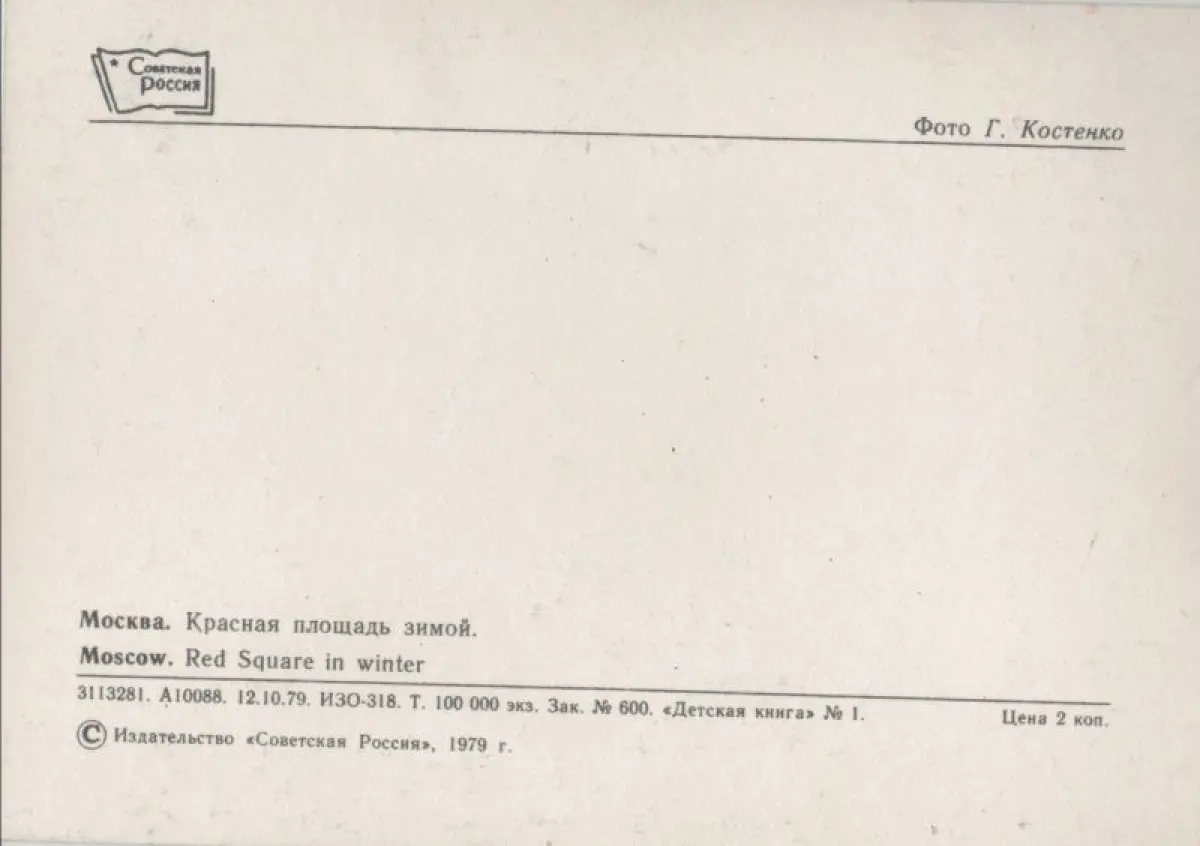 Советская
Россия
Фото Г. Костенко
Москва. Красная площадь зимой.
Moscow. Red Square in winter
3113281. А10088. 12.10.79. ИЗО-318. Т. 100 000 экз. Зак. № 600. «Детская книга» № 1. Цена 2 коп.
© Издательство «Советская Россия», 1979 г.